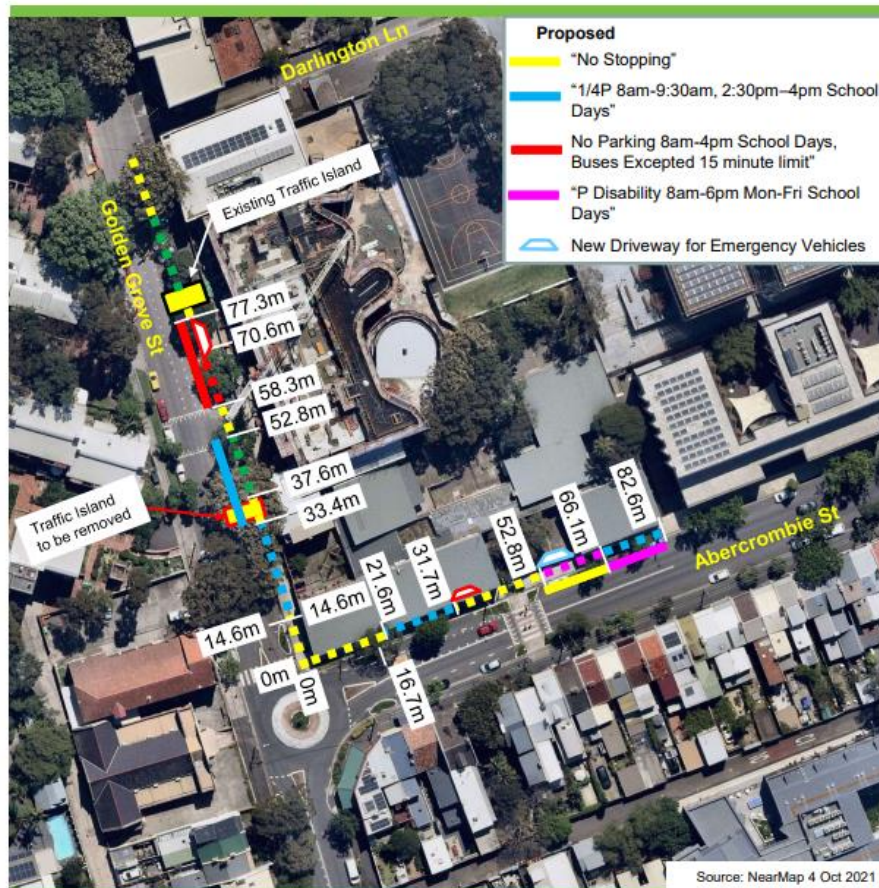 Proposed
"No Stopping"
"1/4P 8am-9:30am, 2:30pm–4pm School
Days"
No Parking 8am-4pm School Days,
Buses Excepted 15 minute limit"
"P Disability 8am-6pm Mon-Fri School
Days"
New Driveway for Emergency Vehicles
Darlington Ln
Existing Traffic Island
Golden Grove St
77.3m
70.6m
58.3m
52.8m
37.6m
33.4m
Traffic Island
to be removed
82.6m
66.1m
52.8m
31.7m
21.6m
14.6m
14.6m
Abercrombie St
0m
0m
16.7m
Source: NearMap 4 Oct 2021